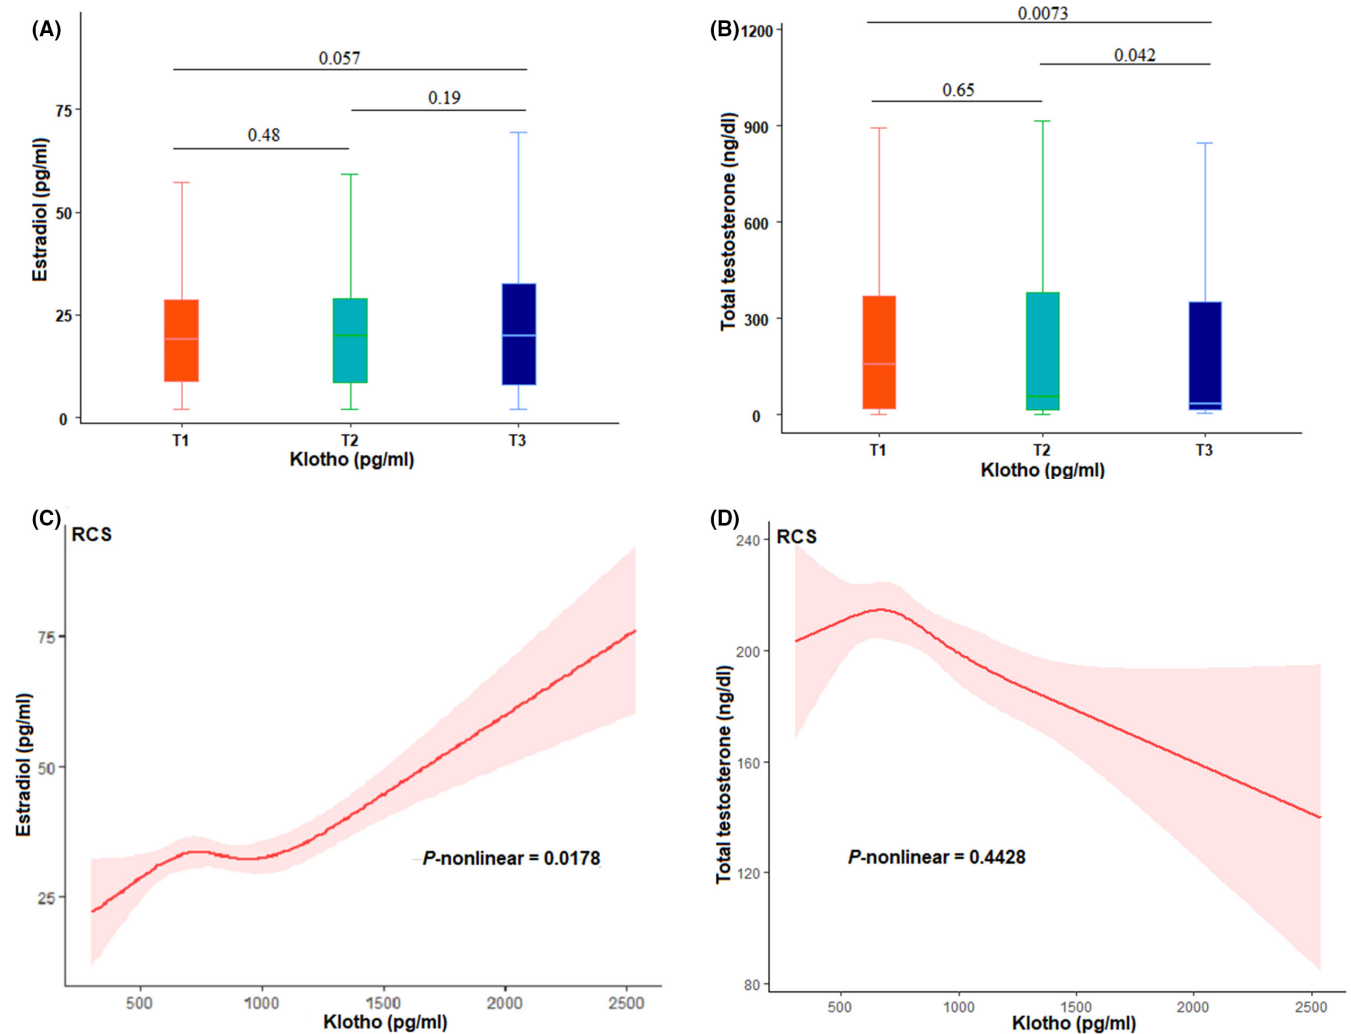 (A)
0.057
0.19
0.48
75
50
25
0
Estradiol (pg/ml)
T1 T2 T3
Klotho (pg/ml)
(B)
0.0073
0.042
0.65
1200
900
600
300
0
Total testosterone (ng/dl)
T1 T2 T3
Klotho (pg/ml)
(C)
RCS
75
50
25
Estradiol (pg/ml)
P-nonlinear = 0.0178
500 1000 1500 2000 2500
Klotho (pg/ml)
(D)
RCS
240
200
160
120
80
Total testosterone (ng/dl)
P-nonlinear = 0.4428
500 1000 1500 2000 2500
Klotho (pg/ml)